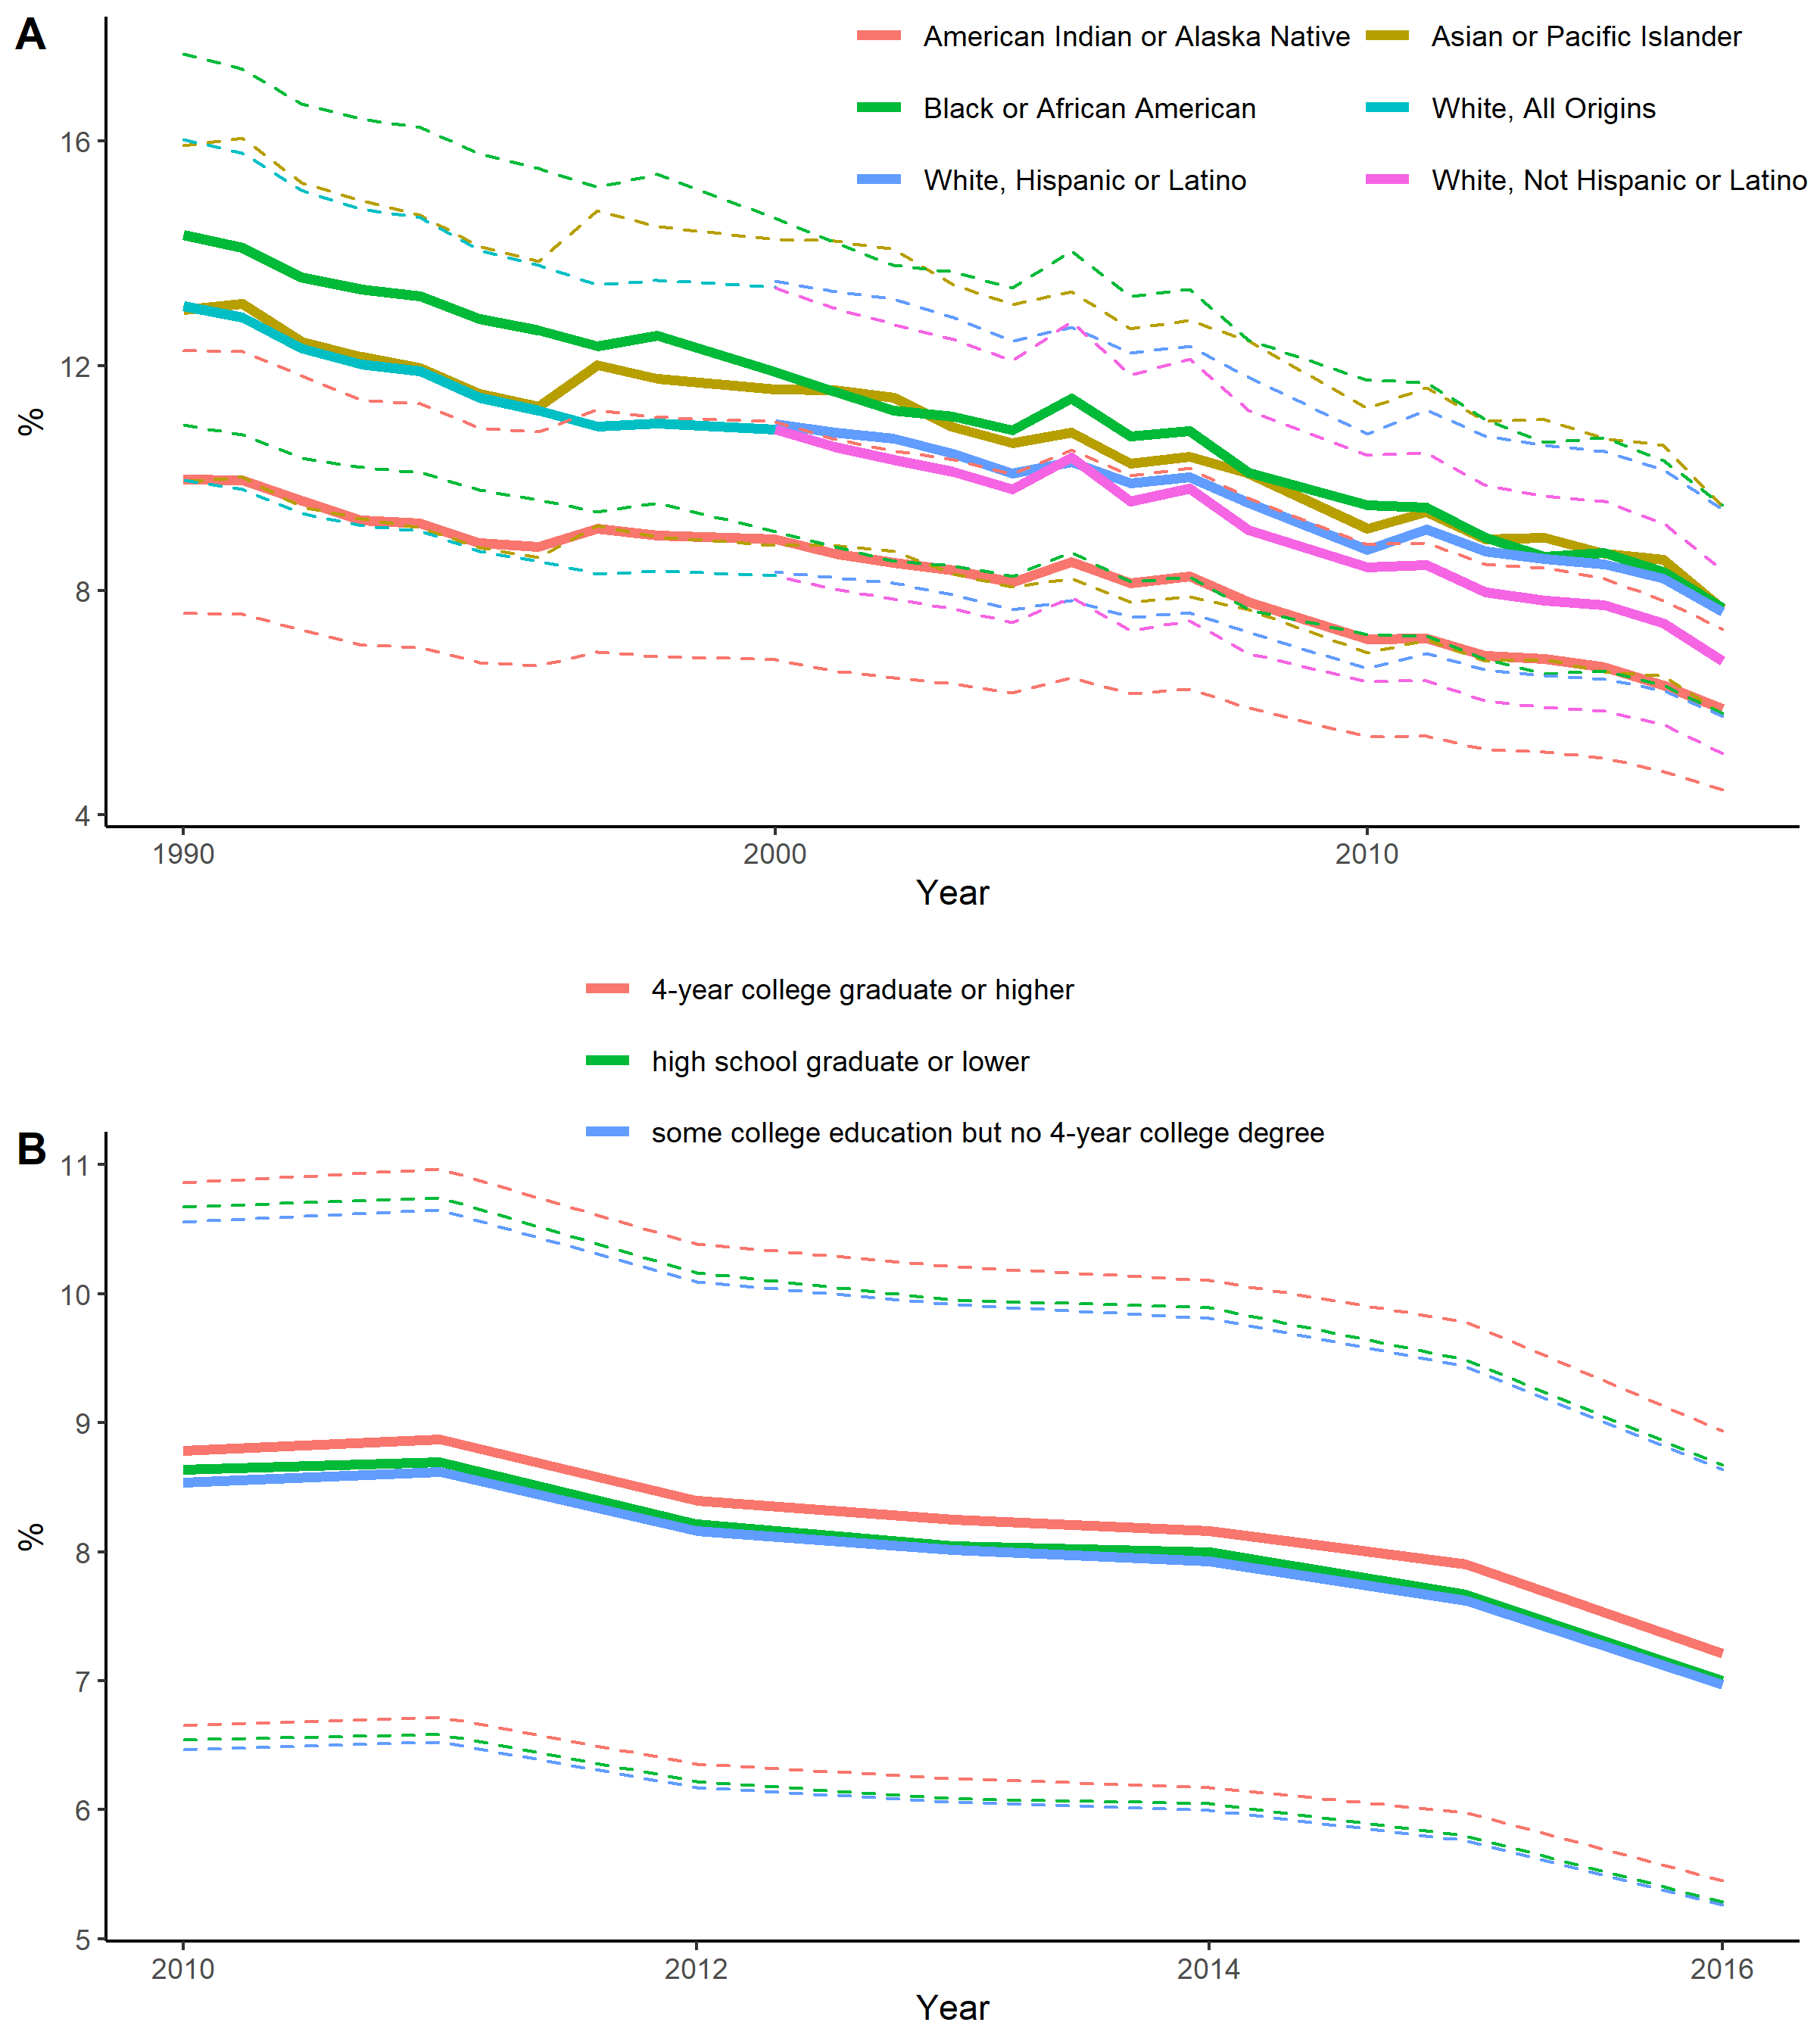 A
American Indian or Alaska Native
Asian or Pacific Islander
Black or African American
White, All Origins
White, Hispanic or Latino
White, Not Hispanic or Latino
16
12
8
4
%
1990
2000
2010
Year
4-year college graduate or higher
high school graduate or lower
some college education but no 4-year college degree
B
11
10
9
8
7
6
5
%
2010
2012
2014
2016
Year